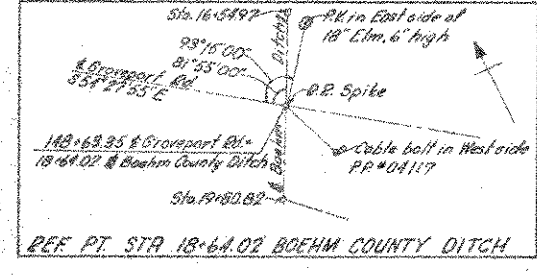 Sta. 16+54.97
P.K. in East side of
18" Elm, 6" high
Ditch
93°15'00"
81°55'00"
℄ Groveport Rd.
S 54°27'55" E
R.R. Spike
148+63.35 ℄ Groveport Rd.=
18+64.02 ℄ Boehm County Ditch
℄ Boehm
Cable bolt in West side
P.P. #04117
Sta. 19+80.82
REF PT. STA 18+64.02 BOEHM COUNTY DITCH